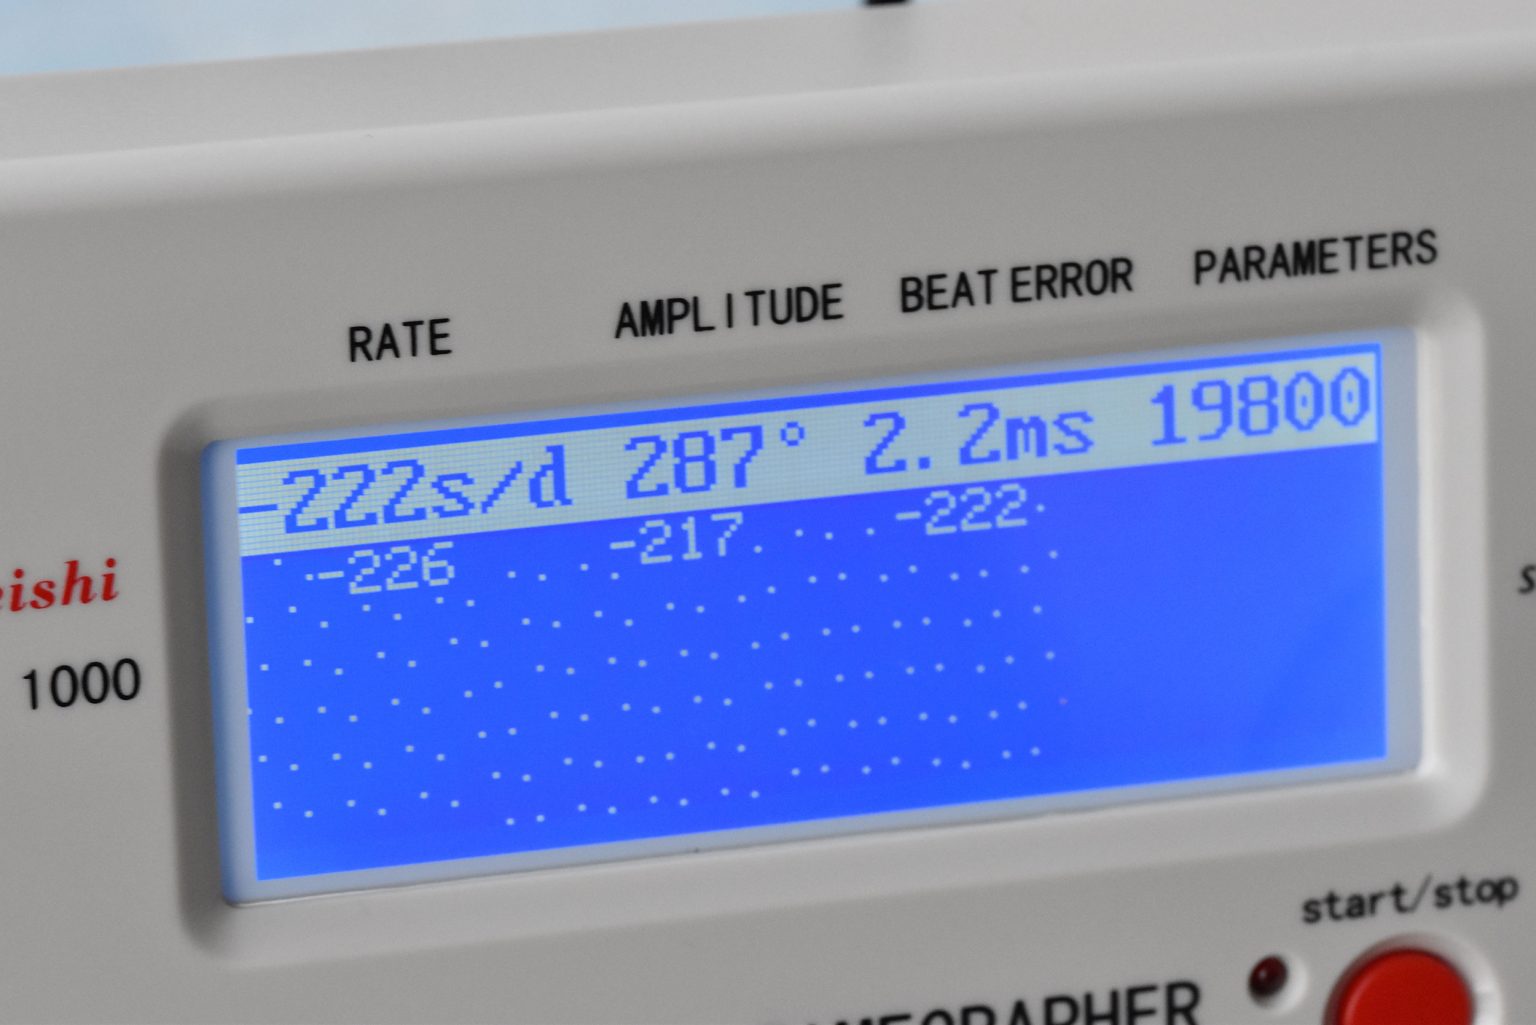 RATE AMPLITUDE BEAT ERROR PARAMETERS
-222s/d 287° 2.2ms 19800
-226 -217 -222
eishi
1000
start/stop